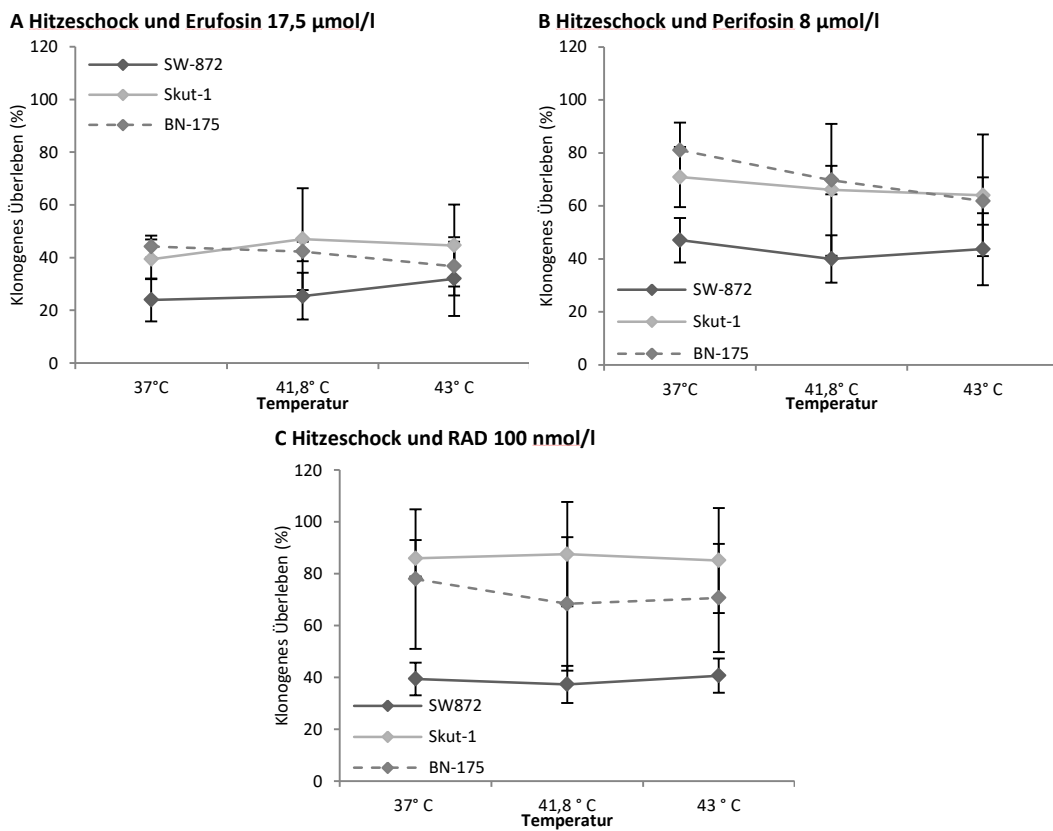 A Hitzeschock und Erufosin 17,5 µmol/l
Klonogenes Überleben (%)
120
100
80
60
40
20
0
SW-872
Skut-1
BN-175
37°C
41,8° C
43° C
Temperatur
B Hitzeschock und Perifosin 8 µmol/l
Klonogenes Überleben (%)
120
100
80
60
40
20
0
SW-872
Skut-1
BN-175
37°C
41,8° C
43° C
Temperatur
C Hitzeschock und RAD 100 nmol/l
Klonogenes Überleben (%)
120
100
80
60
40
20
0
SW872
Skut-1
BN-175
37° C
41,8 ° C
43 ° C
Temperatur